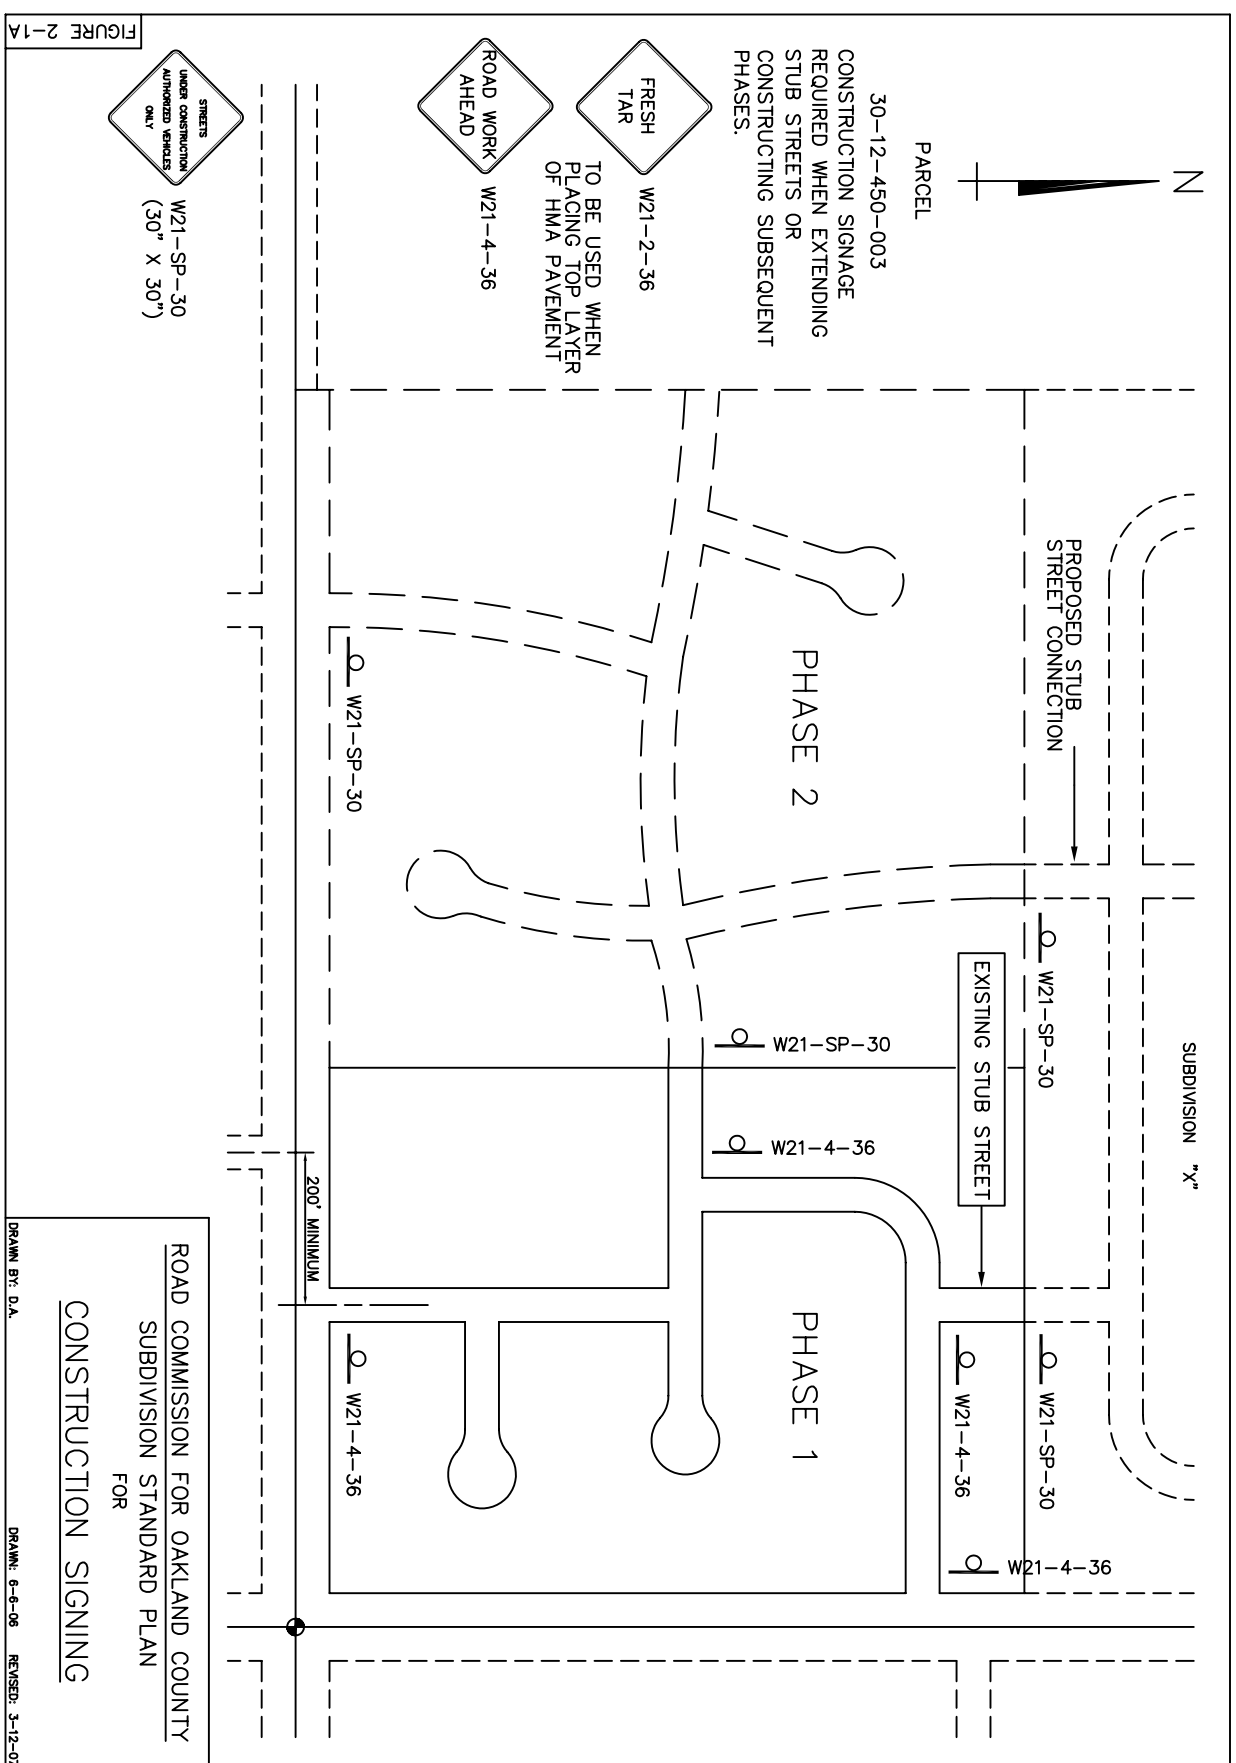 N
PARCEL
30-12-450-003
CONSTRUCTION SIGNAGE
REQUIRED WHEN EXTENDING
STUB STREETS OR
CONSTRUCTING SUBSEQUENT
PHASES.
FRESH
TAR
W21-2-36
TO BE USED WHEN
PLACING TOP LAYER
OF HMA PAVEMENT
ROAD WORK
AHEAD
W21-4-36
STREETS
UNDER CONSTRUCTION
AUTHORIZED VEHICLES
ONLY
W21-SP-30
(30" X 30")
SUBDIVISION "X"
PROPOSED STUB
STREET CONNECTION
W21-SP-30
W21-SP-30
EXISTING STUB STREET
W21-4-36
W21-4-36
PHASE 2
PHASE 1
W21-SP-30
W21-4-36
W21-SP-30
W21-4-36
200' MINIMUM
ROAD COMMISSION FOR OAKLAND COUNTY
SUBDIVISION STANDARD PLAN
FOR
CONSTRUCTION SIGNING
DRAWN BY: D.A.
DRAWN: 6-6-06
REVISED: 3-12-07
FIGURE 2-1A